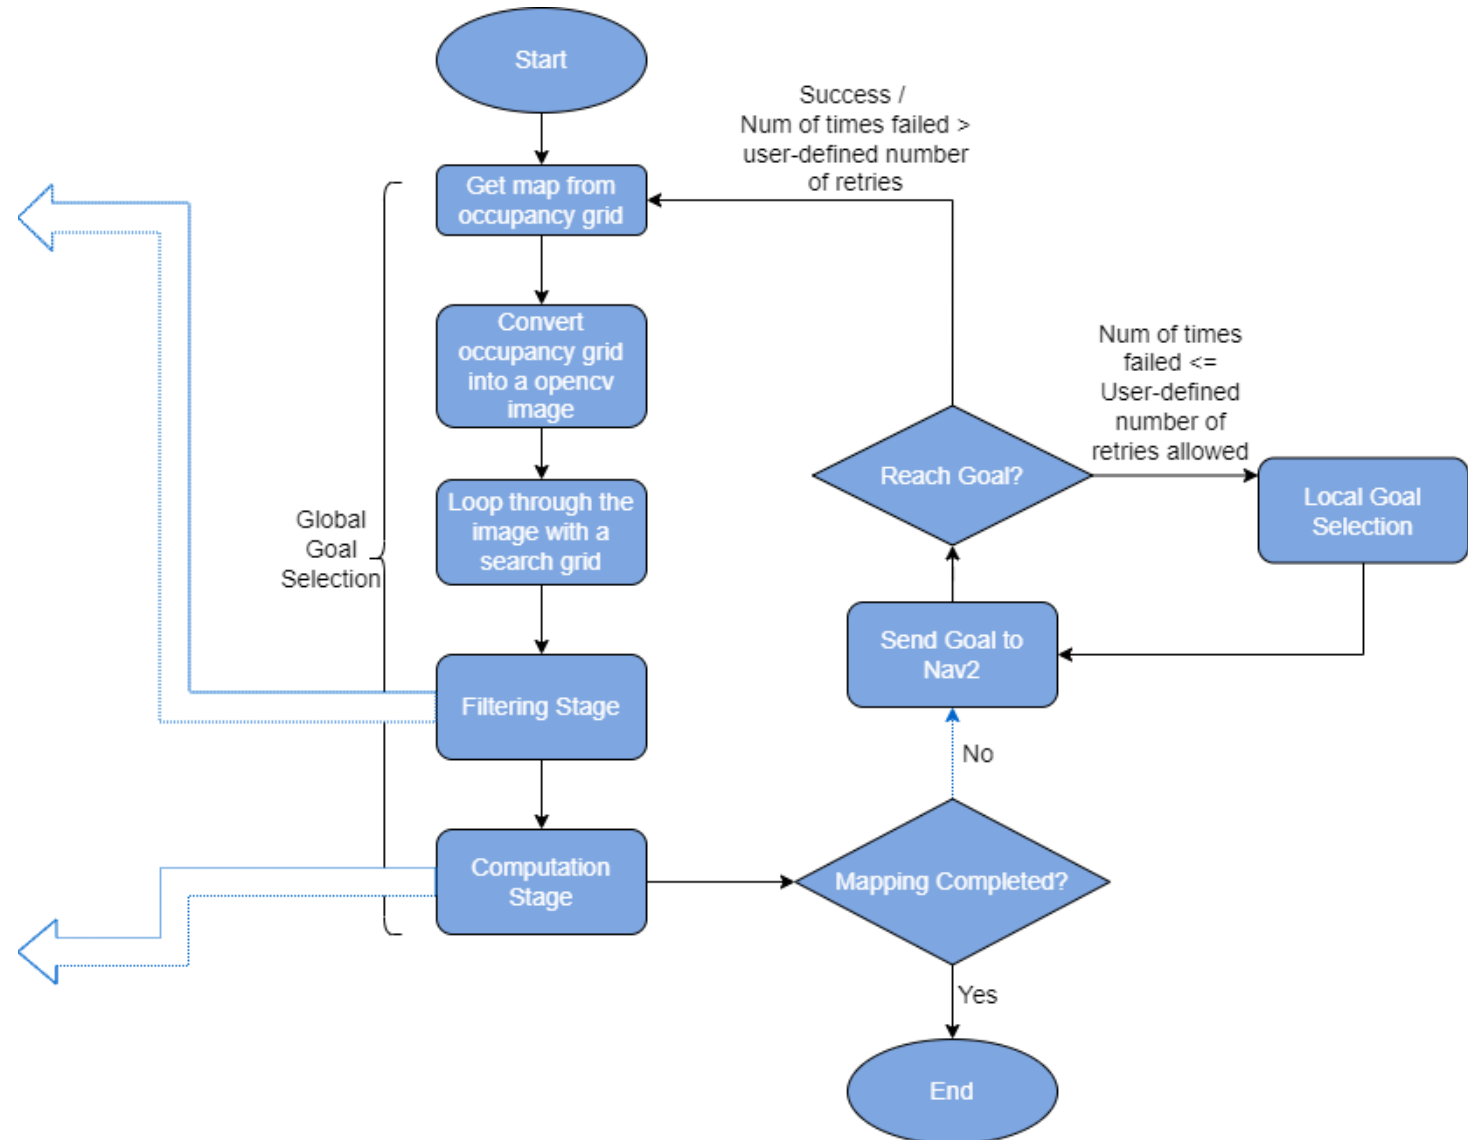 Start
Success /
Num of times failed >
user-defined number
of retries
Get map from
occupancy grid
Convert
occupancy grid
into a opencv
image
Num of times
failed <=
User-defined
number of
retries allowed
Reach Goal?
Local Goal
Selection
Loop through the
image with a
search grid
Global
Goal
Selection
Send Goal to
Nav2
Filtering Stage
No
Computation
Stage
Mapping Completed?
Yes
End